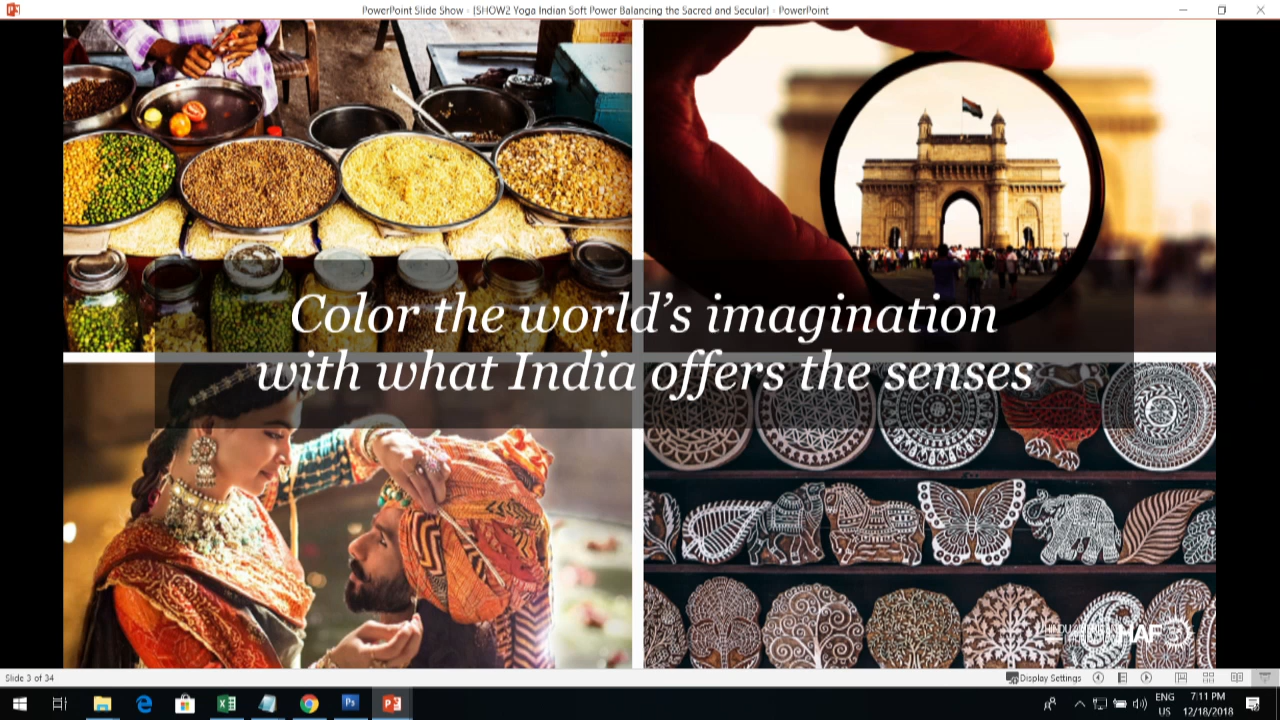 PowerPoint Slide Show - [SHOW2 Yoga Indian Soft Power Balancing the Sacred and Secular] - PowerPoint
Color the world's imagination
with what India offers the senses
HAF
Slide 3 of 34
Display Settings
ENG
US
7:11 PM
12/18/2018